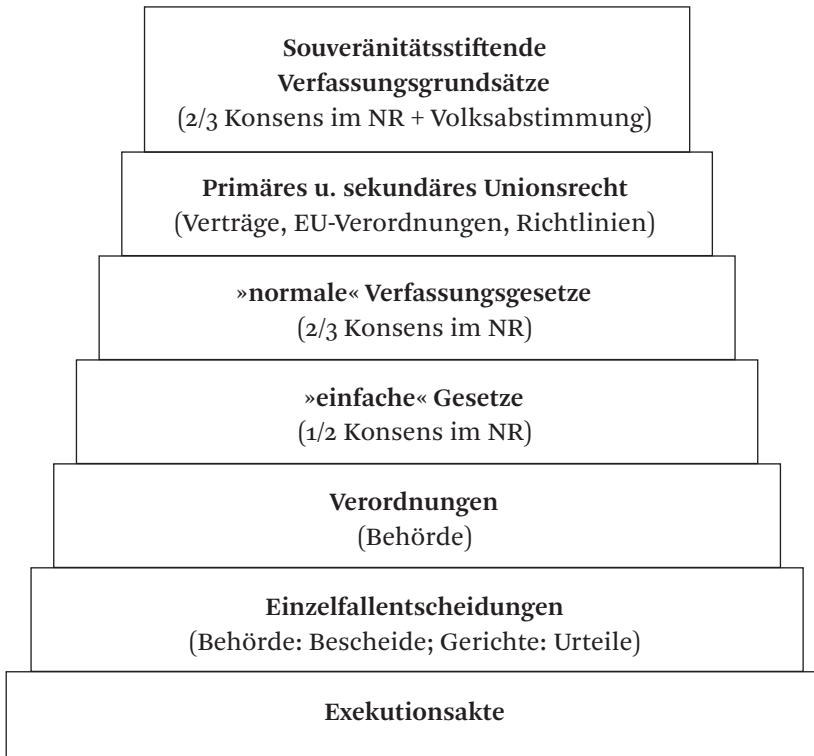 Souveränitätsstiftende
Verfassungsgrundsätze
(2/3 Konsens im NR + Volksabstimmung)
Primäres u. sekundäres Unionsrecht
(Verträge, EU-Verordnungen, Richtlinien)
»normale« Verfassungsgesetze
(2/3 Konsens im NR)
»einfache« Gesetze
(1/2 Konsens im NR)
Verordnungen
(Behörde)
Einzelfallentscheidungen
(Behörde: Bescheide; Gerichte: Urteile)
Exekutionsakte